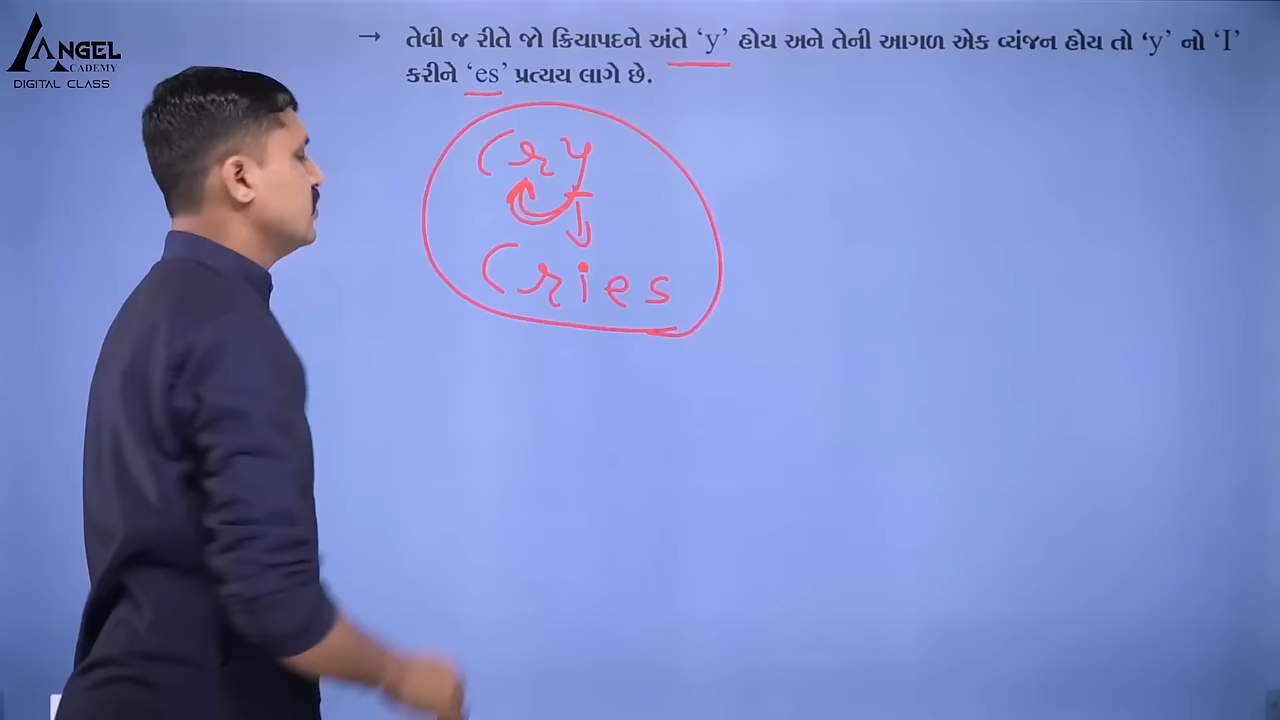 ANGEL
ACADEMY
DIGITAL CLASS
→ તેવી જ રીતે જો ક્રિયાપદને અંતે ‘y’ હોય અને તેની આગળ એક વ્યંજન હોય તો ‘y’ નો ‘I’
કરીને ‘es’ પ્રત્યય લાગે છે.
Cry
Cries